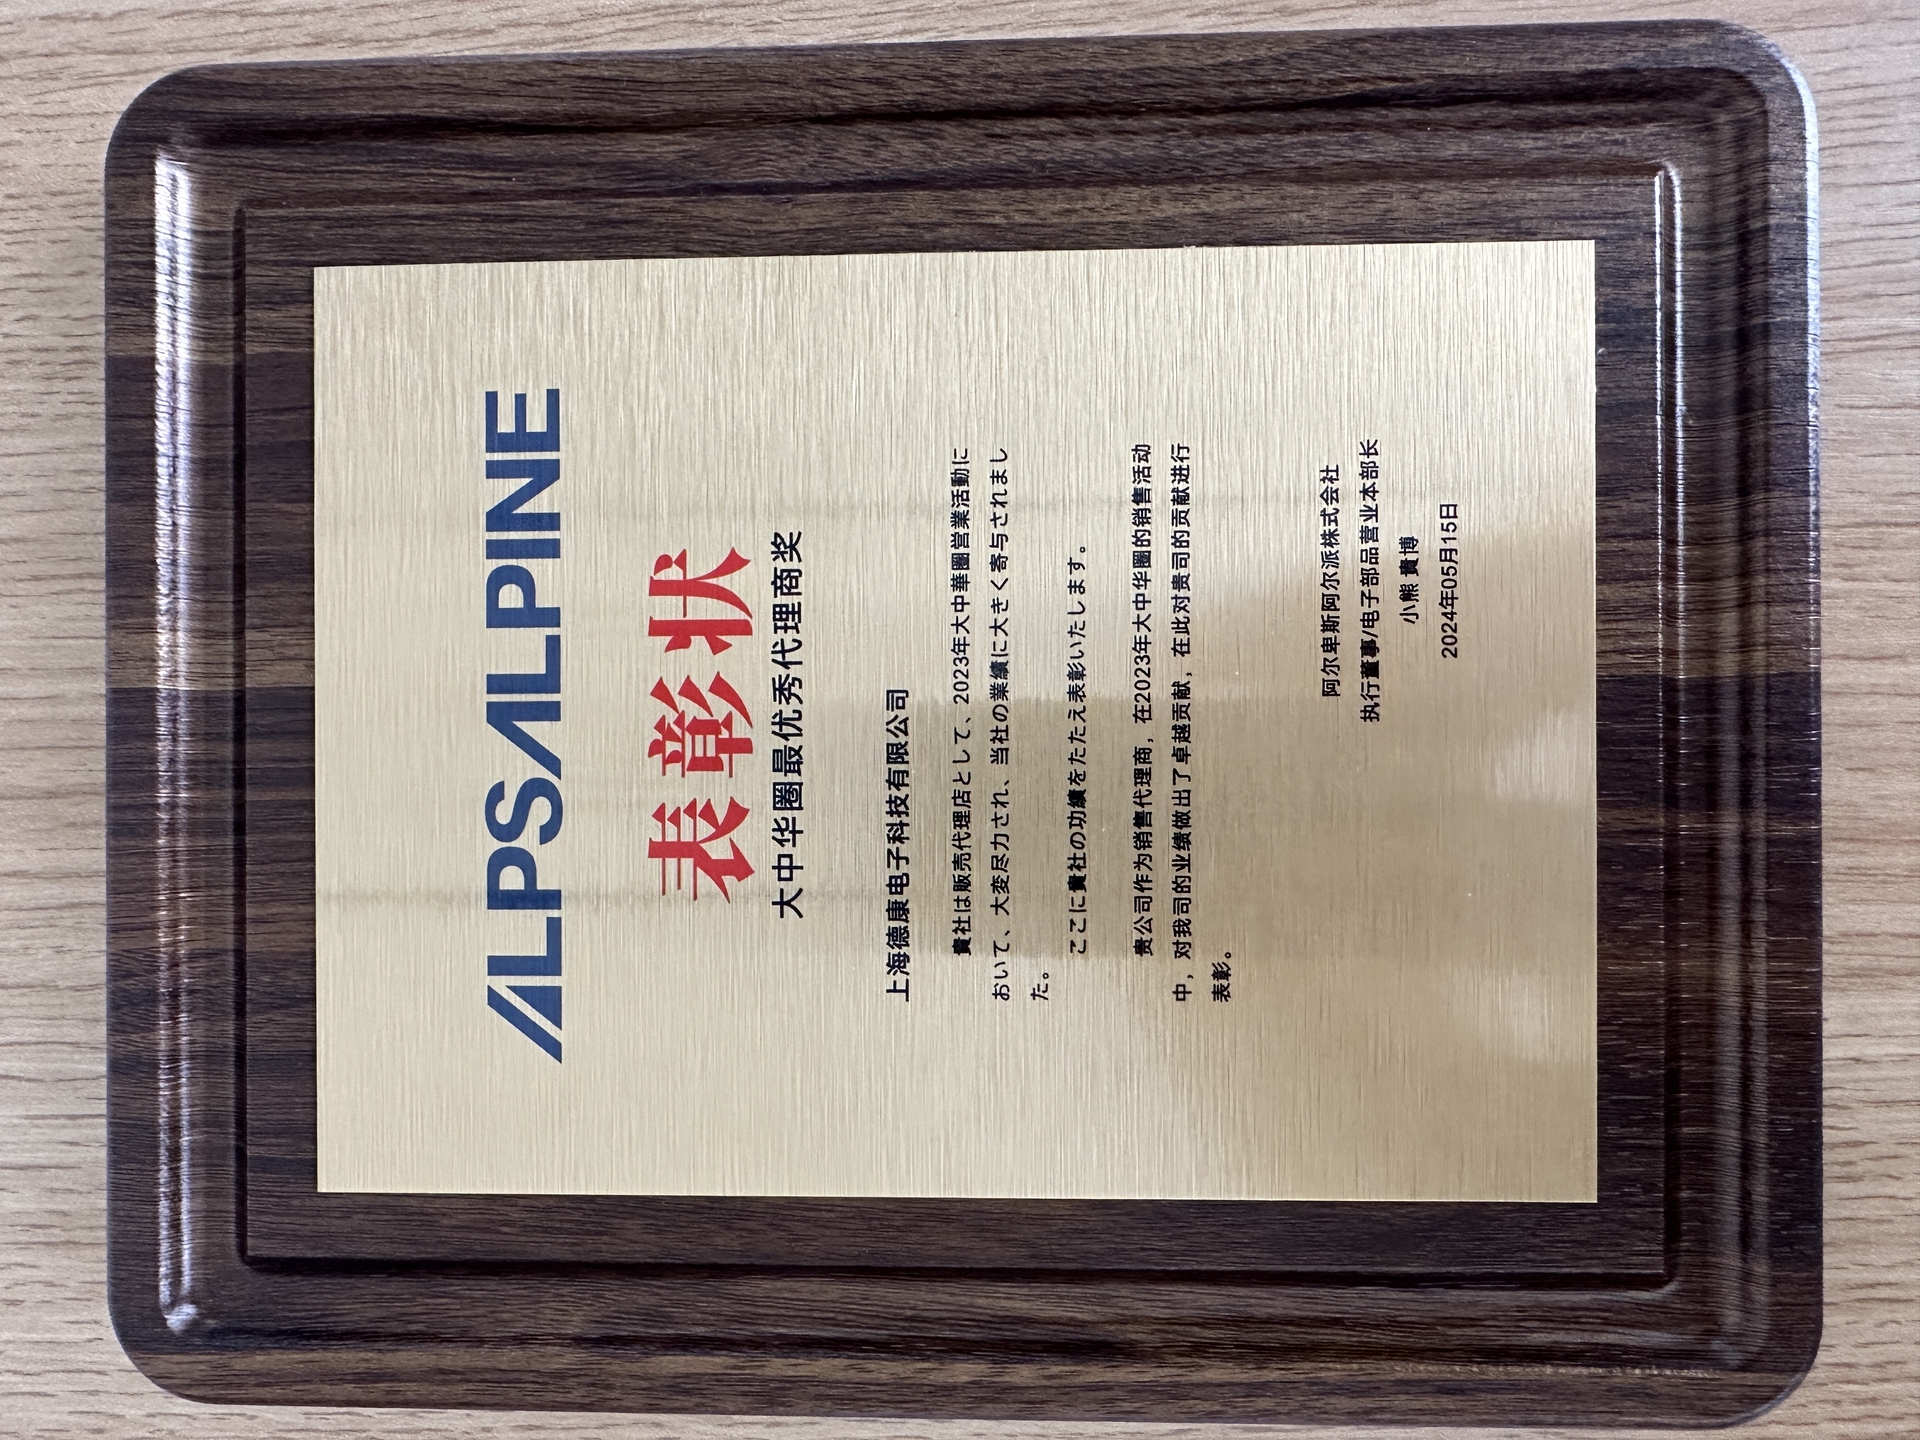 ALPSALPINE
表彰状
大中华圈最优秀代理商奖
上海德康电子科技有限公司
貴社は販売代理店として、2023年大中華圏営業活動に
おいて、大変尽力され、当社の業績に大きく寄与されまし
た。
ここに貴社の功績をたたえ表彰いたします。
贵公司作为销售代理商，在2023年大中华圈的销售活动
中，对我司的业绩做出了卓越贡献，在此对贵司的贡献进行
表彰。
阿尔卑斯阿尔派株式会社
执行董事/电子部品营业本部长
小熊 貴博
2024年05月15日